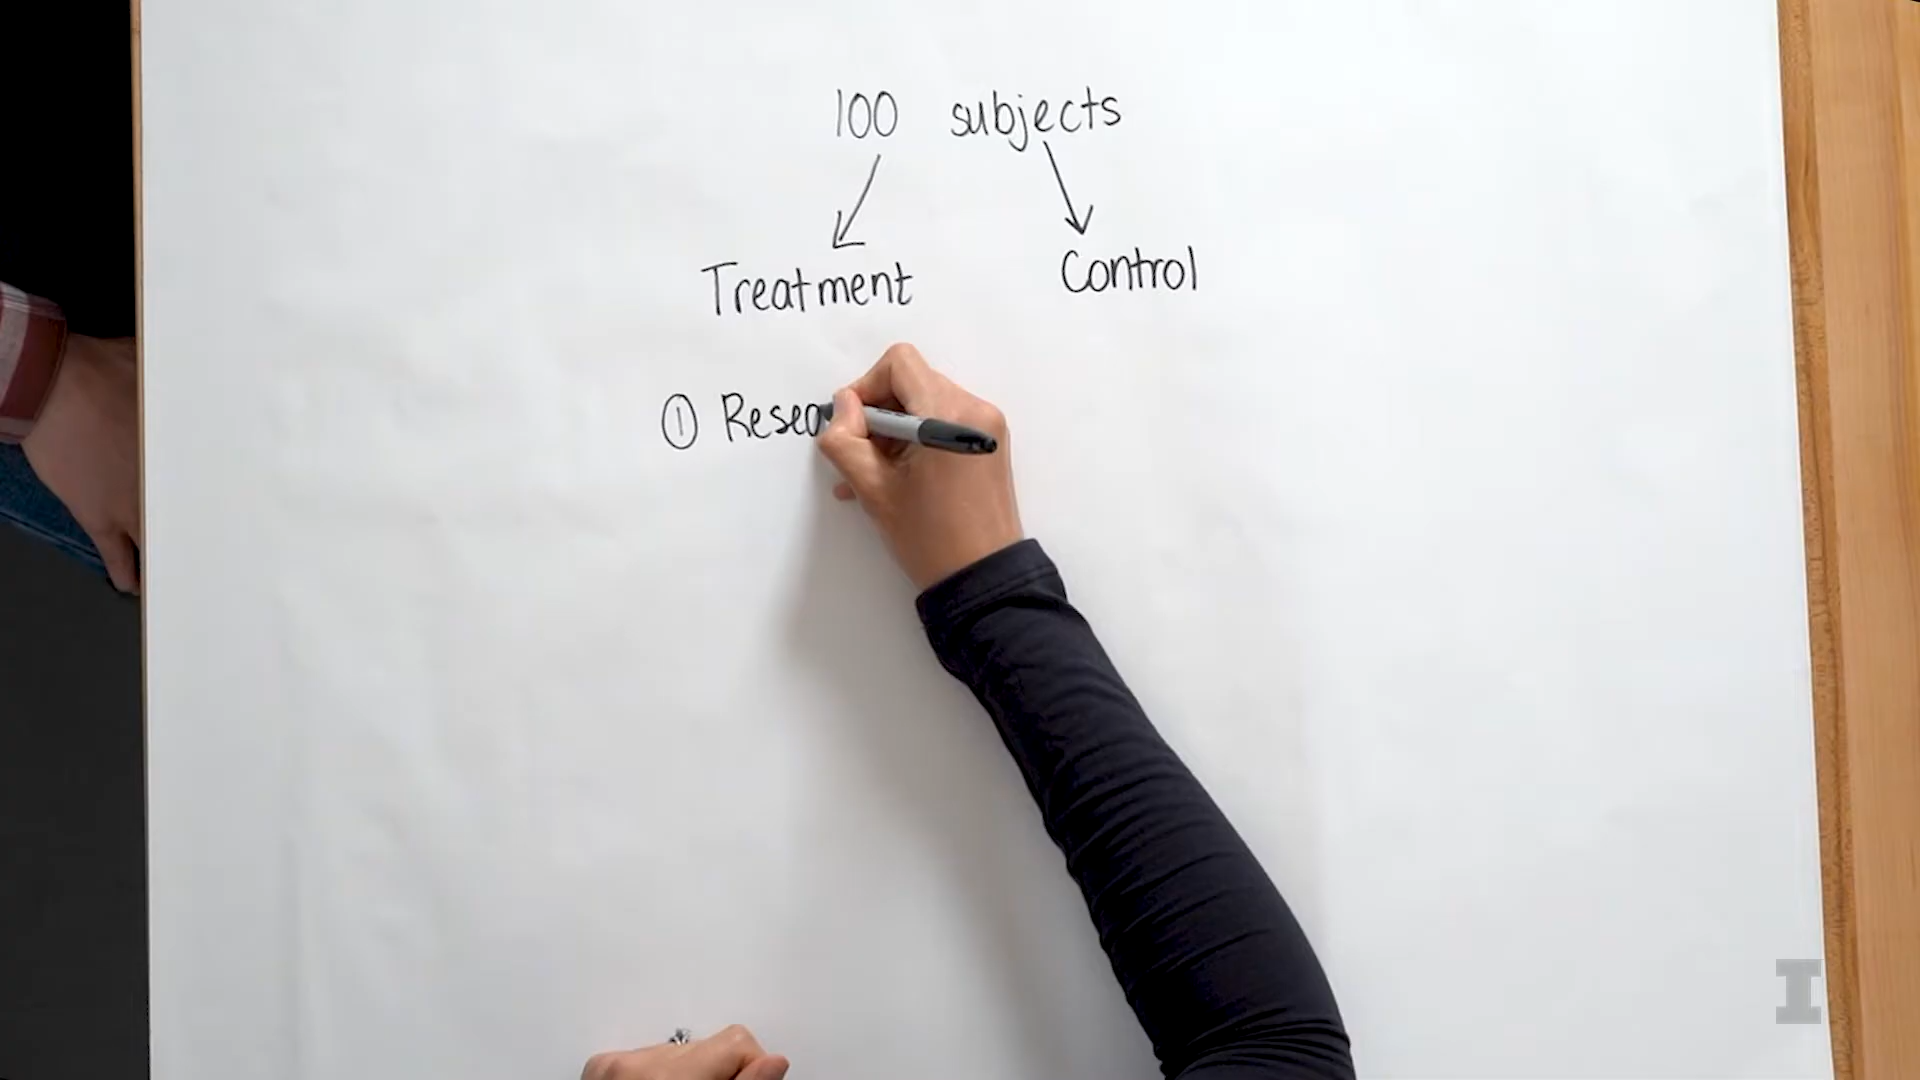 100 subjects
Treatment Control
① Resea